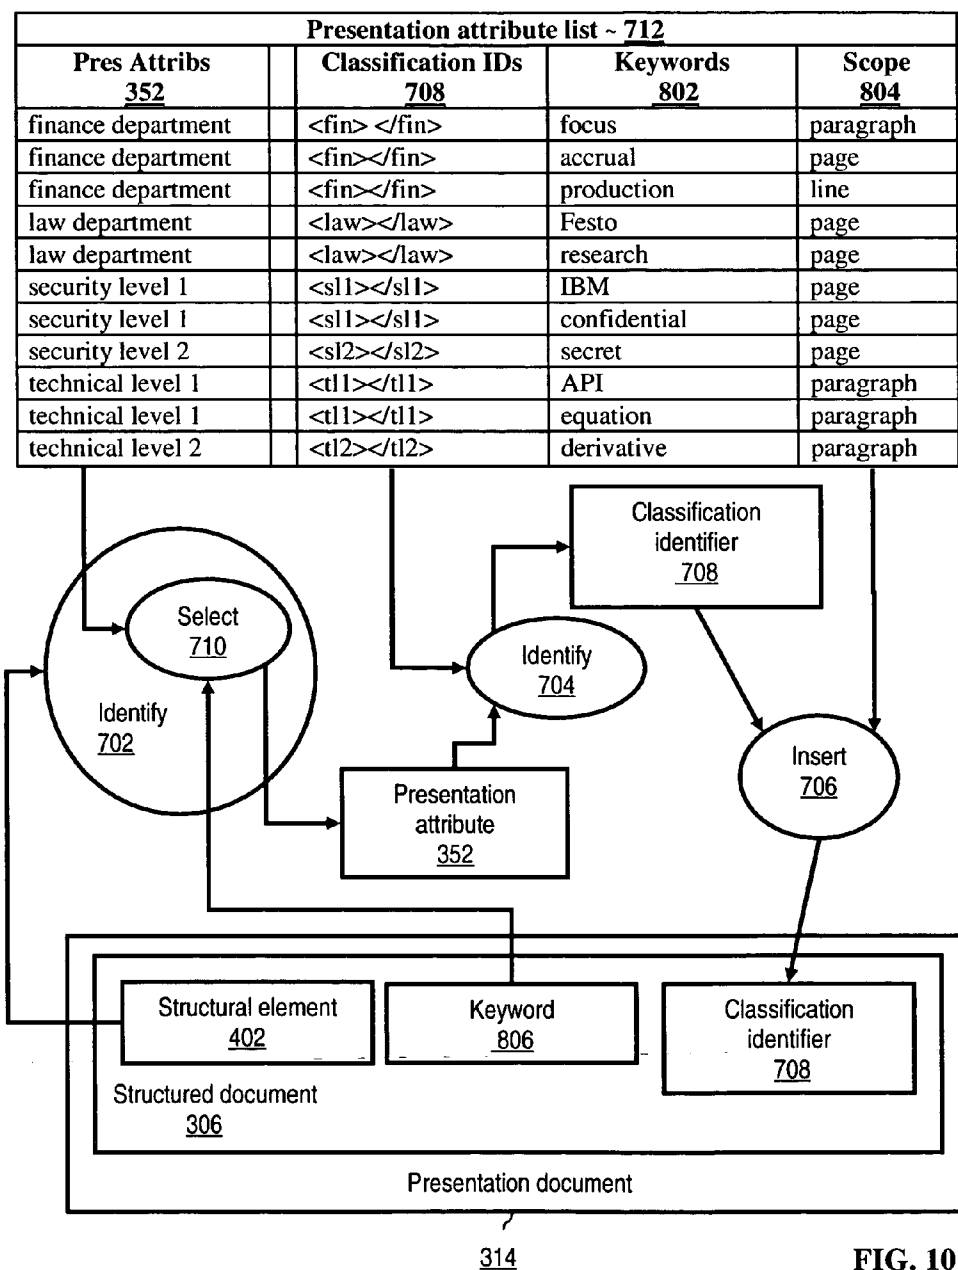 Presentation attribute list ~ 712
Pres Attribs Classification IDs Keywords Scope
352 708 802 804
finance department <fin> </fin> focus paragraph
finance department <fin></fin> accrual page
finance department <fin></fin> production line
law department <law></law> Festo page
law department <law></law> research page
security level 1 <sl1></sl1> IBM page
security level 1 <sl1></sl1> confidential page
security level 2 <sl2></sl2> secret page
technical level 1 <tl1></tl1> API paragraph
technical level 1 <tl1></tl1> equation paragraph
technical level 2 <tl2></tl2> derivative paragraph
Classification
identifier
708
Select
710
Identify
704
Identify
702
Insert
706
Presentation
attribute
352
Structural element
402
Keyword
806
Classification
identifier
708
Structured document
306
Presentation document
314
FIG. 10